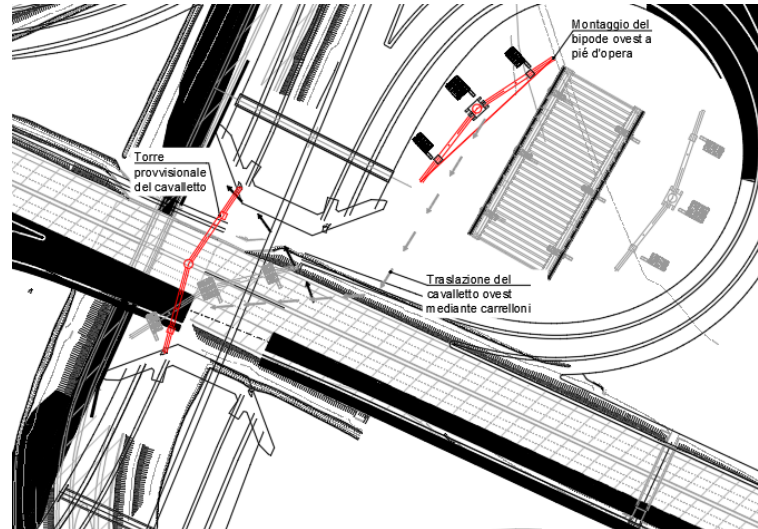 Montaggio del
bipode ovest a
pié d'opera
Torre
provvisionale
del cavalletto
Traslazione del
cavalletto ovest
mediante carrelloni